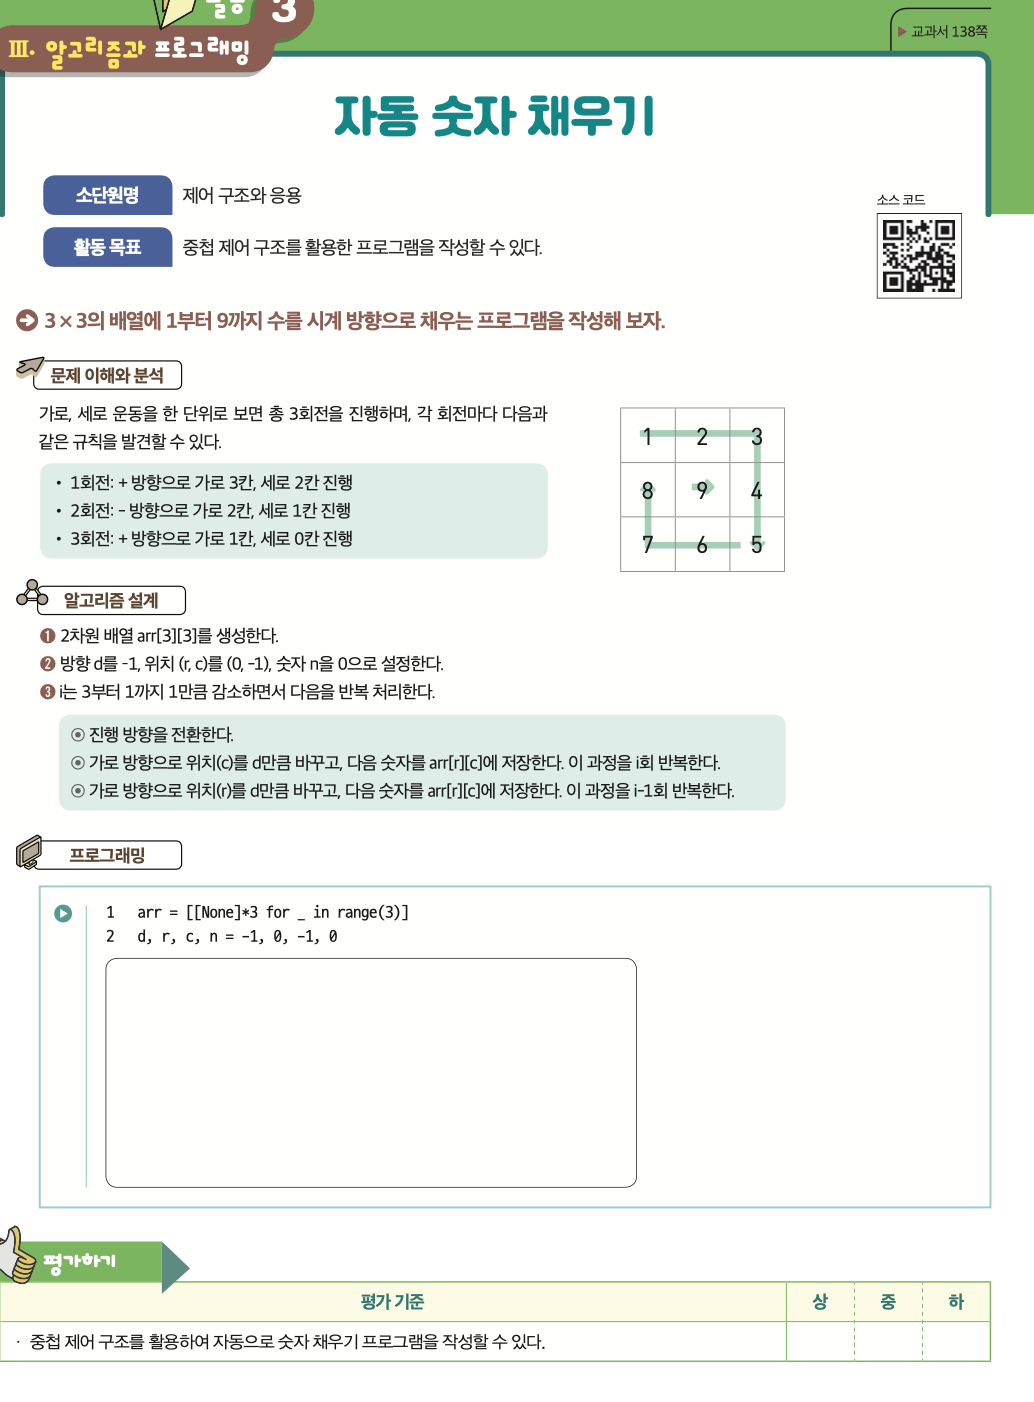 활동 3
▶ 교과서 138쪽
Ⅲ. 알고리즘과 프로그래밍
자동 숫자 채우기
소단원명 제어 구조와 응용
소스 코드
활동 목표 중첩 제어 구조를 활용한 프로그램을 작성할 수 있다.
3 × 3의 배열에 1부터 9까지 수를 시계 방향으로 채우는 프로그램을 작성해 보자.
문제 이해와 분석
가로, 세로 운동을 한 단위로 보면 총 3회전을 진행하며, 각 회전마다 다음과
같은 규칙을 발견할 수 있다.
• 1회전: + 방향으로 가로 3칸, 세로 2칸 진행
• 2회전: - 방향으로 가로 2칸, 세로 1칸 진행
• 3회전: + 방향으로 가로 1칸, 세로 0칸 진행
1 2 3
8 9 4
7 6 5
알고리즘 설계
❶ 2차원 배열 arr[3][3]를 생성한다.
❷ 방향 d를 -1, 위치 (r, c)를 (0, -1), 숫자 n을 0으로 설정한다.
❸ i는 3부터 1까지 1만큼 감소하면서 다음을 반복 처리한다.
◉ 진행 방향을 전환한다.
◉ 가로 방향으로 위치(c)를 d만큼 바꾸고, 다음 숫자를 arr[r][c]에 저장한다. 이 과정을 i회 반복한다.
◉ 가로 방향으로 위치(r)를 d만큼 바꾸고, 다음 숫자를 arr[r][c]에 저장한다. 이 과정을 i-1회 반복한다.
프로그래밍
1 arr = [[None]*3 for _ in range(3)]
2 d, r, c, n = -1, 0, -1, 0
평가하기
평가 기준 상 중 하
· 중첩 제어 구조를 활용하여 자동으로 숫자 채우기 프로그램을 작성할 수 있다.